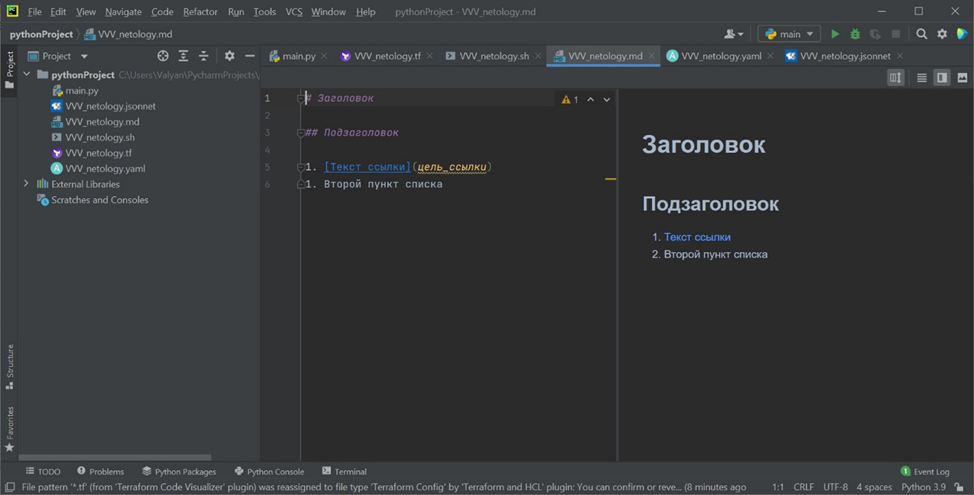 File Edit View Navigate Code Refactor Run Tools VCS Window Help pythonProject - VVV_netology.md
pythonProject VVV_netology.md main
Project main.py VVV_netology.tf VVV_netology.sh VVV_netology.md VVV_netology.yaml VVV_netology.jsonnet
Project
pythonProject C:\Users\Valyan\PycharmProjects\
main.py
VVV_netology.jsonnet
VVV_netology.md
VVV_netology.sh
VVV_netology.tf
VVV_netology.yaml
External Libraries
Scratches and Consoles
1 # Заголовок
2
3 ## Подзаголовок
4
5 1. [Текст ссылки](цель_ссылки)
6 1. Второй пункт списка
1
Заголовок
Подзаголовок
1. Текст ссылки
2. Второй пункт списка
Structure
Favorites
TODO Problems Python Packages Python Console Terminal 1 Event Log
File pattern '*.tf' (from 'Terraform Code Visualizer' plugin) was reassigned to file type 'Terraform Config' by 'Terraform and HCL' plugin: You can confirm or reve... (8 minutes ago 1:1 CRLF UTF-8 4 spaces Python 3.9